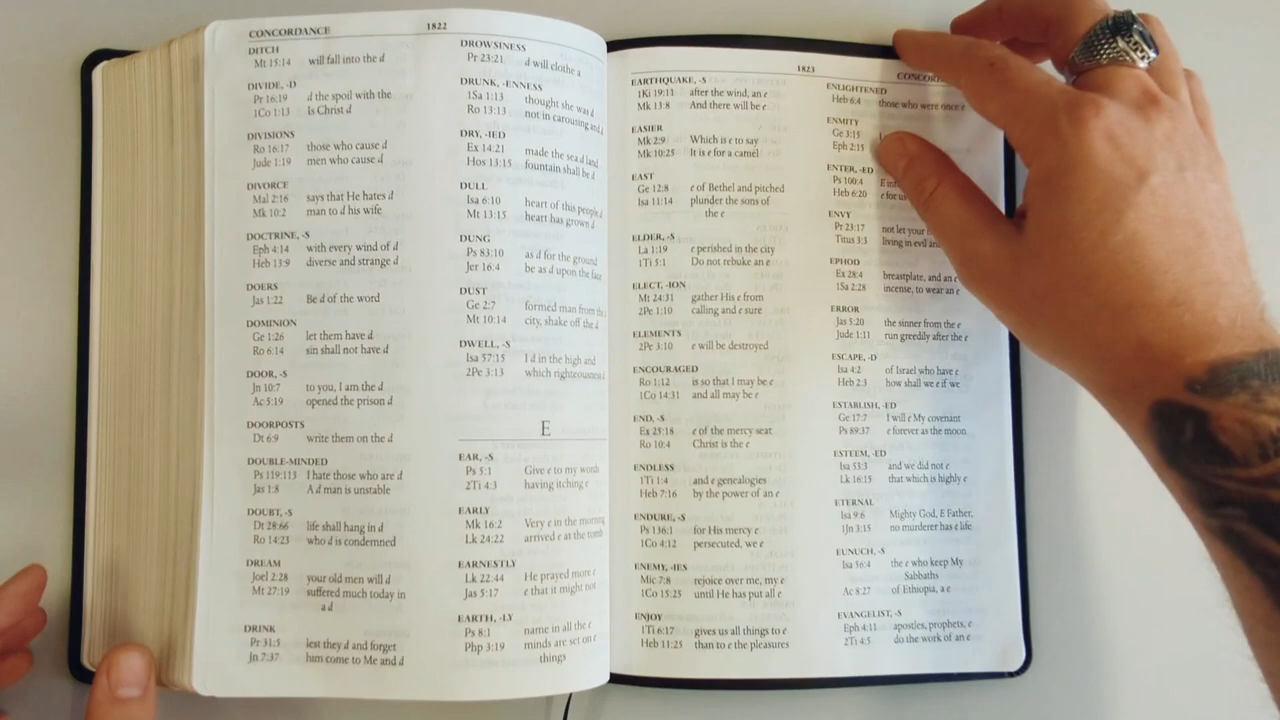 CONCORDANCE 1822
DITCH
Mt 15:14 will fall into the d
DIVIDE, -D
Pr 16:19 d the spoil with the
1Co 1:13 Is Christ d
DIVISIONS
Ro 16:17 those who cause d
Jude 1:19 men who cause d
DIVORCE
Mal 2:16 says that He hates d
Mk 10:2 man to d his wife
DOCTRINE, -S
Eph 4:14 with every wind of d
Heb 13:9 diverse and strange d
DOERS
Jas 1:22 Be d of the word
DOMINION
Ge 1:26 let them have d
Ro 6:14 sin shall not have d
DOOR, -S
Jn 10:7 to you, I am the d
Ac 5:19 opened the prison d
DOORPOSTS
Dt 6:9 write them on the d
DOUBLE-MINDED
Ps 119:113 I hate those who are d
Jas 1:8 A d man is unstable
DOUBT, -S
Dt 28:66 life shall hang in d
Ro 14:23 who d is condemned
DREAM
Joel 2:28 your old men will d
Mt 27:19 suffered much today in
a d
DRINK
Pr 31:5 lest they d and forget
Jn 7:37 him come to Me and d
DROWSINESS
Pr 23:21 d will clothe a
DRUNK, -ENNESS
1Sa 1:13 thought she was d
Ro 13:13 not in carousing and d
DRY, -IED
Ex 14:21 made the sea d land
Hos 13:15 fountain shall be d
DULL
Isa 6:10 heart of this people d
Mt 13:15 heart has grown d
DUNG
Ps 83:10 as d for the ground
Jer 16:4 be as d upon the face
DUST
Ge 2:7 formed man from the d
Mt 10:14 city, shake off the d
DWELL, -S
Isa 57:15 I d in the high and
2Pe 3:13 which righteousness d
E
EAR, -S
Ps 5:1 Give e to my words
2Ti 4:3 having itching e
EARLY
Mk 16:2 Very e in the morning
Lk 24:22 arrived e at the tomb
EARNESTLY
Lk 22:44 He prayed more e
Jas 5:17 e that it might not
EARTH, -LY
Ps 8:1 name in all the e
Php 3:19 minds are set on e
things
1823 CONCOR
EARTHQUAKE, -S
1Ki 19:11 after the wind, an e
Mk 13:8 And there will be e
EASIER
Mk 2:9 Which is e to say
Mk 10:25 It is e for a camel
EAST
Ge 12:8 e of Bethel and pitched
Isa 11:14 plunder the sons of
the e
ELDER, -S
La 1:19 e perished in the city
1Ti 5:1 Do not rebuke an e
ELECT, -ION
Mt 24:31 gather His e from
2Pe 1:10 calling and e sure
ELEMENTS
2Pe 3:10 e will be destroyed
ENCOURAGED
Ro 1:12 is so that I may be e
1Co 14:31 and all may be e
END, -S
Ex 25:18 e of the mercy seat
Ro 10:4 Christ is the e
ENDLESS
1Ti 1:4 and e genealogies
Heb 7:16 by the power of an e
ENDURE, -S
Ps 136:1 for His mercy e
1Co 4:12 persecuted, we e
ENEMY, -IES
Mic 7:8 rejoice over me, my e
1Co 15:25 until He has put all e
ENJOY
1Ti 6:17 gives us all things to e
Heb 11:25 than to e the pleasures
ENLIGHTENED
Heb 6:4 those who were once e
ENMITY
Ge 3:15
Eph 2:15
ENTER, -ED
Ps 100:4
Heb 6:20 e for us
ENVY
Pr 23:17 not let your
Titus 3:3 living in evil and
EPHOD
Ex 28:4 breastplate, and an e
1Sa 2:28 incense, to wear an e
ERROR
Jas 5:20 the sinner from the e
Jude 1:11 run greedily after the e
ESCAPE, -D
Isa 4:2 of Israel who have e
Heb 2:3 how shall we e if we
ESTABLISH, -ED
Ge 17:7 I will e My covenant
Ps 89:37 e forever as the moon
ESTEEM, -ED
Isa 53:3 and we did not e
Lk 16:15 that which is highly e
ETERNAL
Isa 9:6 Mighty God, E Father,
1Jn 3:15 no murderer has e life
EUNUCH, -S
Isa 56:4 the e who keep My
Sabbaths
Ac 8:27 of Ethiopia, a e
EVANGELIST, -S
Eph 4:11 apostles, prophets, e
2Ti 4:5 do the work of an e